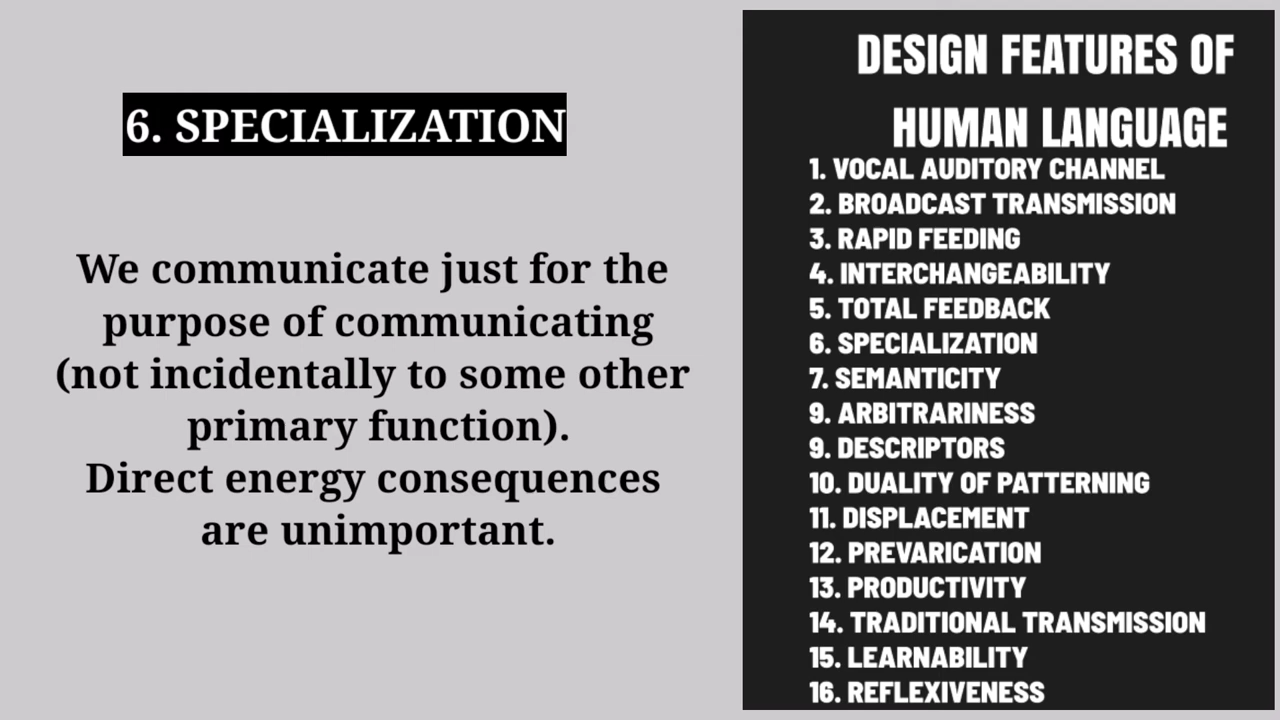 6. SPECIALIZATION
We communicate just for the
purpose of communicating
(not incidentally to some other
primary function).
Direct energy consequences
are unimportant.
DESIGN FEATURES OF
HUMAN LANGUAGE
1. VOCAL AUDITORY CHANNEL
2. BROADCAST TRANSMISSION
3. RAPID FEEDING
4. INTERCHANGEABILITY
5. TOTAL FEEDBACK
6. SPECIALIZATION
7. SEMANTICITY
9. ARBITRARINESS
9. DESCRIPTORS
10. DUALITY OF PATTERNING
11. DISPLACEMENT
12. PREVARICATION
13. PRODUCTIVITY
14. TRADITIONAL TRANSMISSION
15. LEARNABILITY
16. REFLEXIVENESS